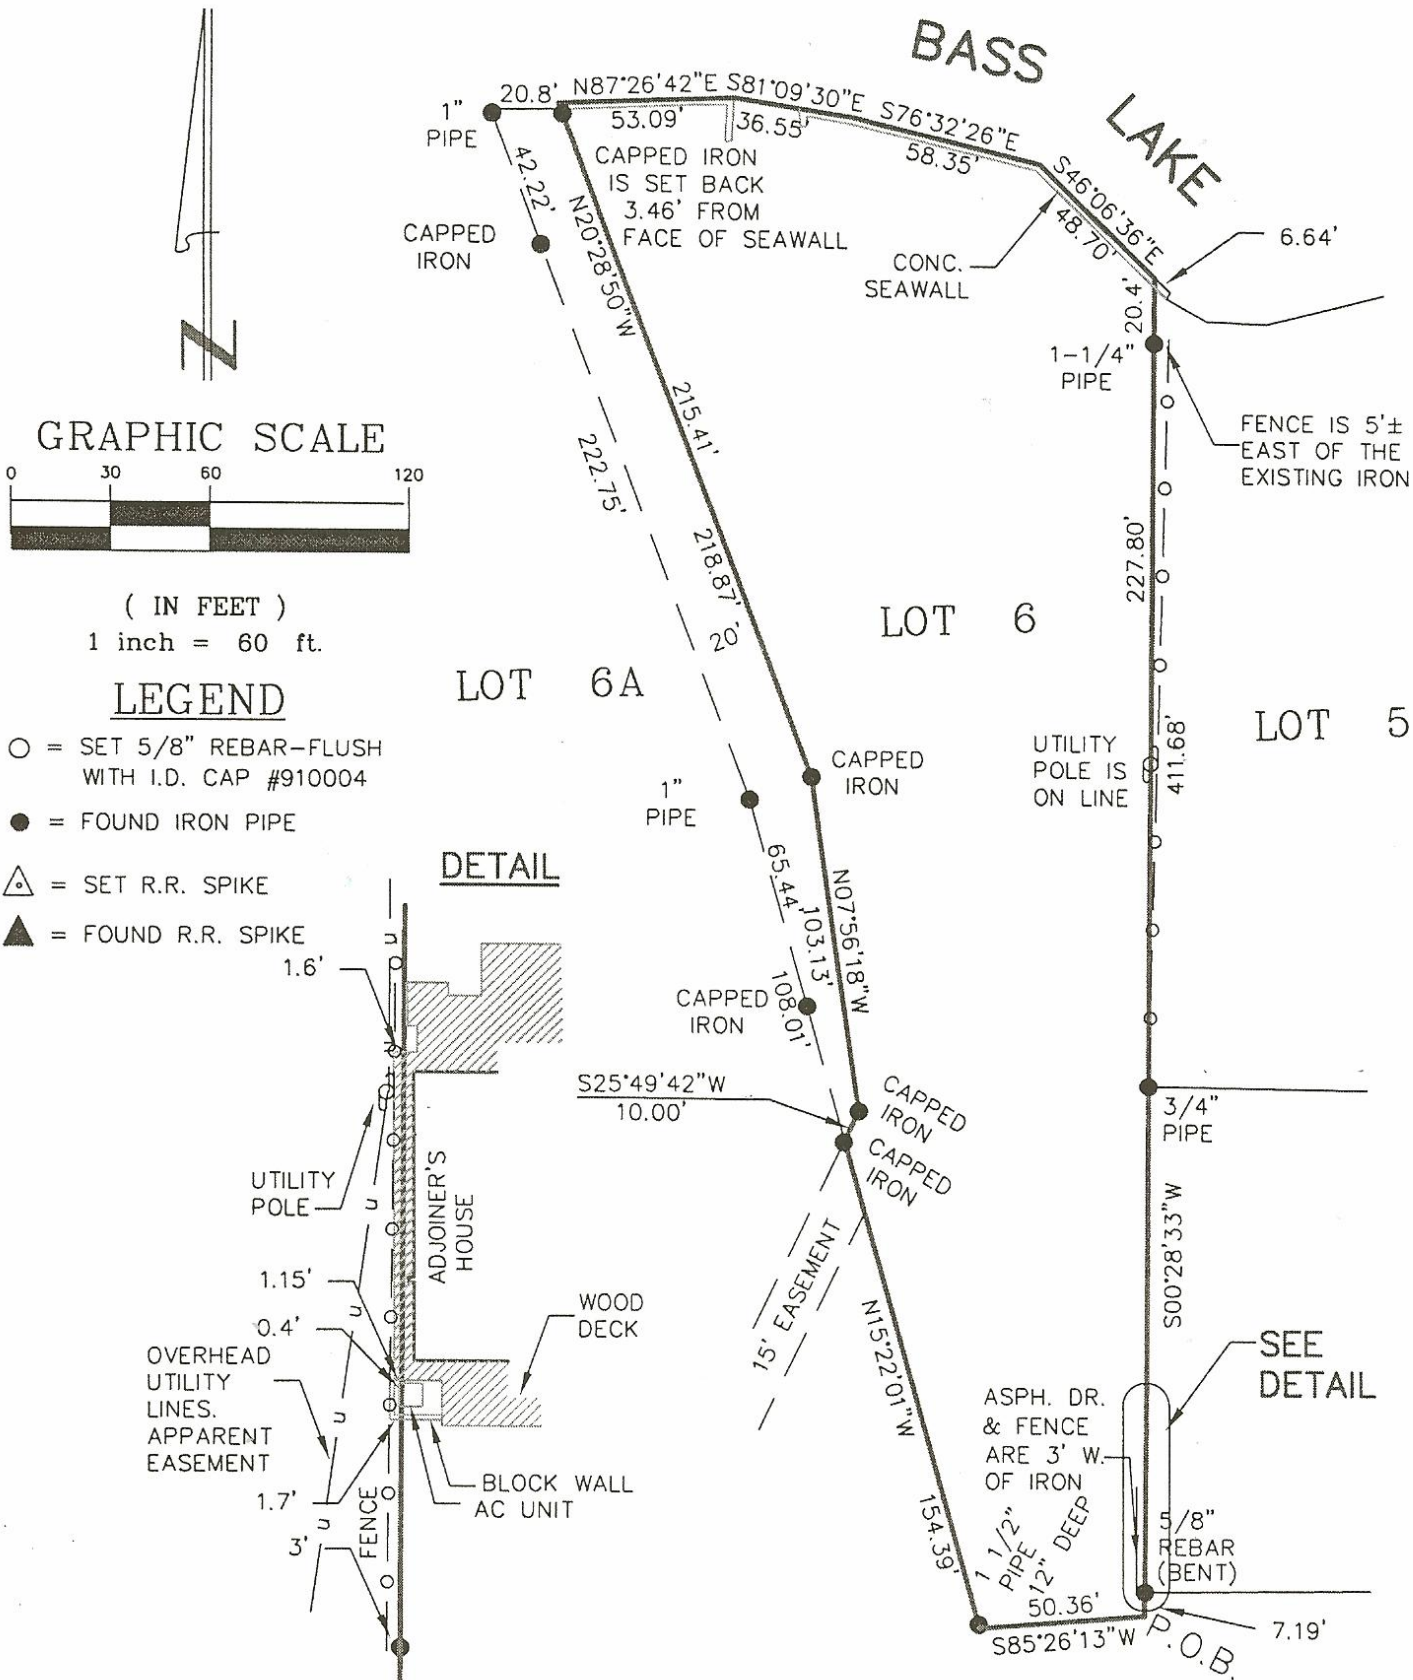 BASS
LAKE
N
20.8'
N87°26'42"E
53.09'
S81°09'30"E
36.55'
S76°32'26"E
58.35'
S46°06'36"E
48.70'
6.64'
20.4'
1"
PIPE
42.22'
CAPPED
IRON
CAPPED IRON
IS SET BACK
3.46' FROM
FACE OF SEAWALL
CONC.
SEAWALL
N20°28'50"W
215.41'
218.87'
222.75'
20'
1-1/4"
PIPE
FENCE IS 5'±
EAST OF THE
EXISTING IRON
227.80'
GRAPHIC SCALE
0 30 60 120
( IN FEET )
1 inch = 60 ft.
LOT 6
LOT 6A
LOT 5
LEGEND
= SET 5/8" REBAR-FLUSH
WITH I.D. CAP #910004
= FOUND IRON PIPE
= SET R.R. SPIKE
= FOUND R.R. SPIKE
UTILITY
POLE IS
ON LINE
411.68'
CAPPED
IRON
1"
PIPE
65.44'
103.13'
N07°56'18"W
CAPPED
IRON
108.01'
S25°49'42"W
10.00'
CAPPED
IRON
CAPPED
IRON
3/4"
PIPE
S00°28'33"W
15' EASEMENT
N15°22'01"W
154.39'
SEE
DETAIL
ASPH. DR.
& FENCE
ARE 3' W.
OF IRON
5/8"
REBAR
(BENT)
1 1/2"
PIPE
12" DEEP
50.36'
S85°26'13"W
P.O.B.
7.19'
DETAIL
u
1.6'
u
u
UTILITY
POLE
u
ADJOINER'S
HOUSE
1.15'
u
0.4'
WOOD
DECK
OVERHEAD
UTILITY
LINES.
APPARENT
EASEMENT
u
BLOCK WALL
AC UNIT
1.7'
u
FENCE
3'